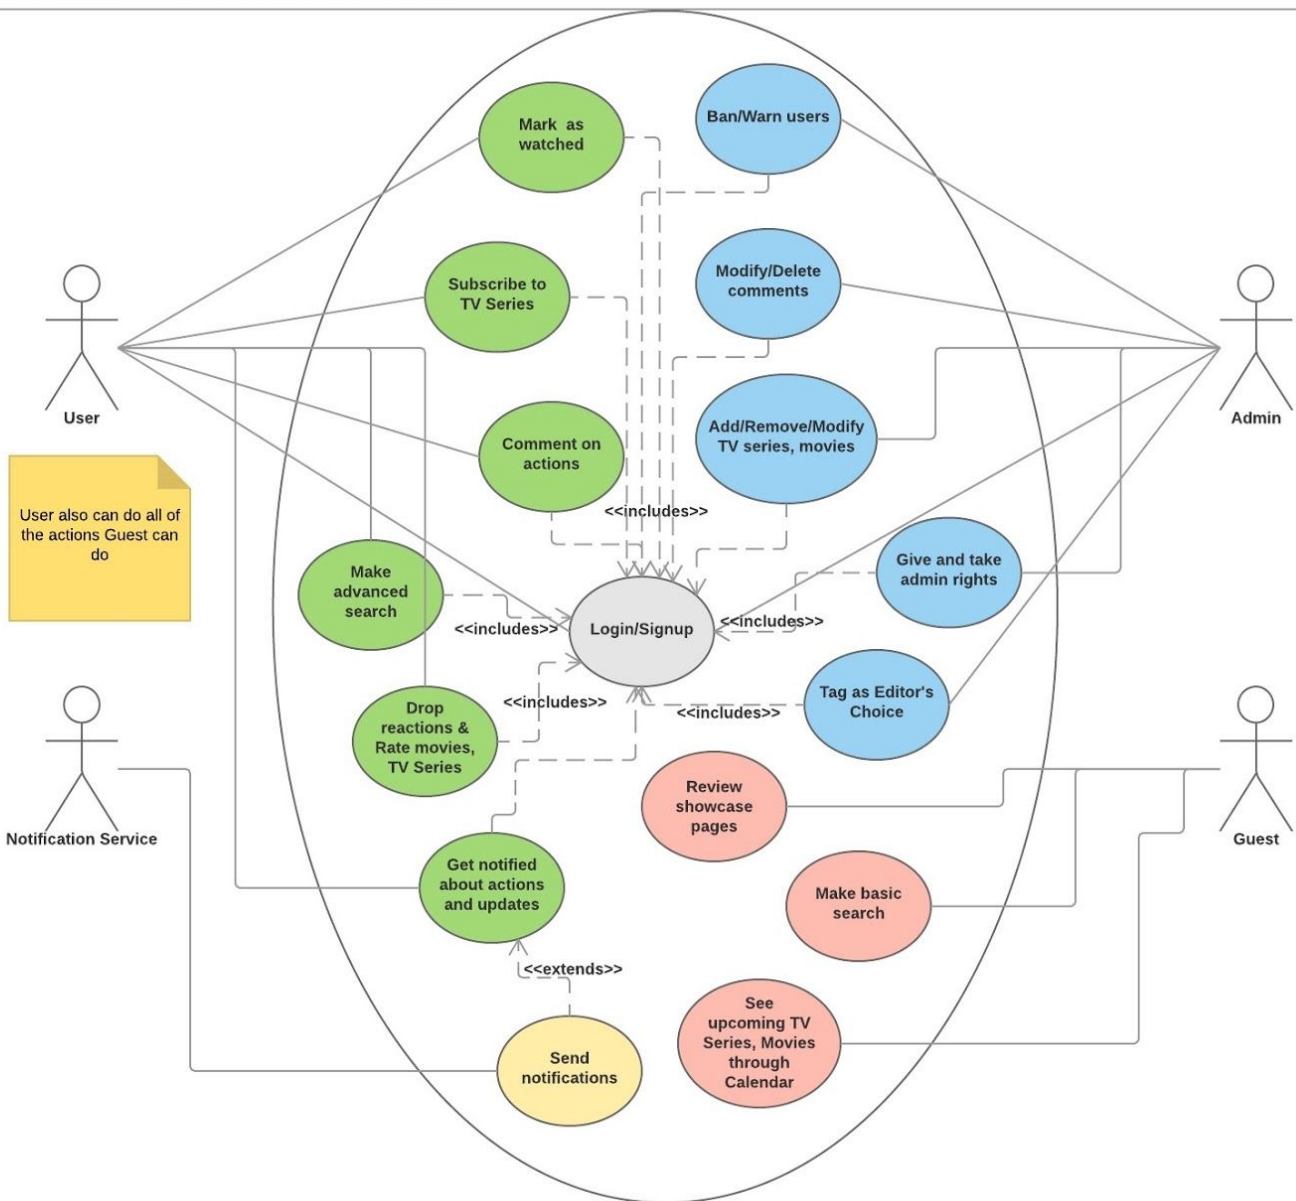 Mark as
watched
Ban/Warn users
Subscribe to
TV Series
Modify/Delete
comments
User
Admin
Comment on
actions
Add/Remove/Modify
TV series, movies
User also can do all of
the actions Guest can
do
<<includes>>
Make
advanced
search
Give and take
admin rights
<<includes>>
Login/Signup
<<includes>>
Drop
reactions &
Rate movies,
TV Series
<<includes>>
<<includes>>
Tag as Editor's
Choice
Notification Service
Review
showcase
pages
Guest
Get notified
about actions
and updates
Make basic
search
<<extends>>
Send
notifications
See
upcoming TV
Series, Movies
through
Calendar